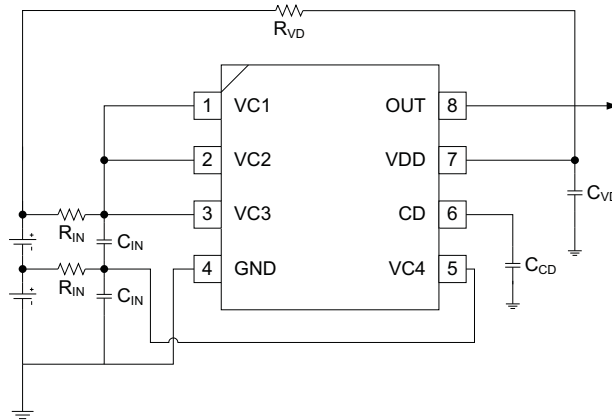 R_VD
1 VC1 OUT 8
2 VC2 VDD 7
3 VC3 CD 6
4 GND VC4 5
C_VD
R_IN C_IN
C_CD
R_IN C_IN